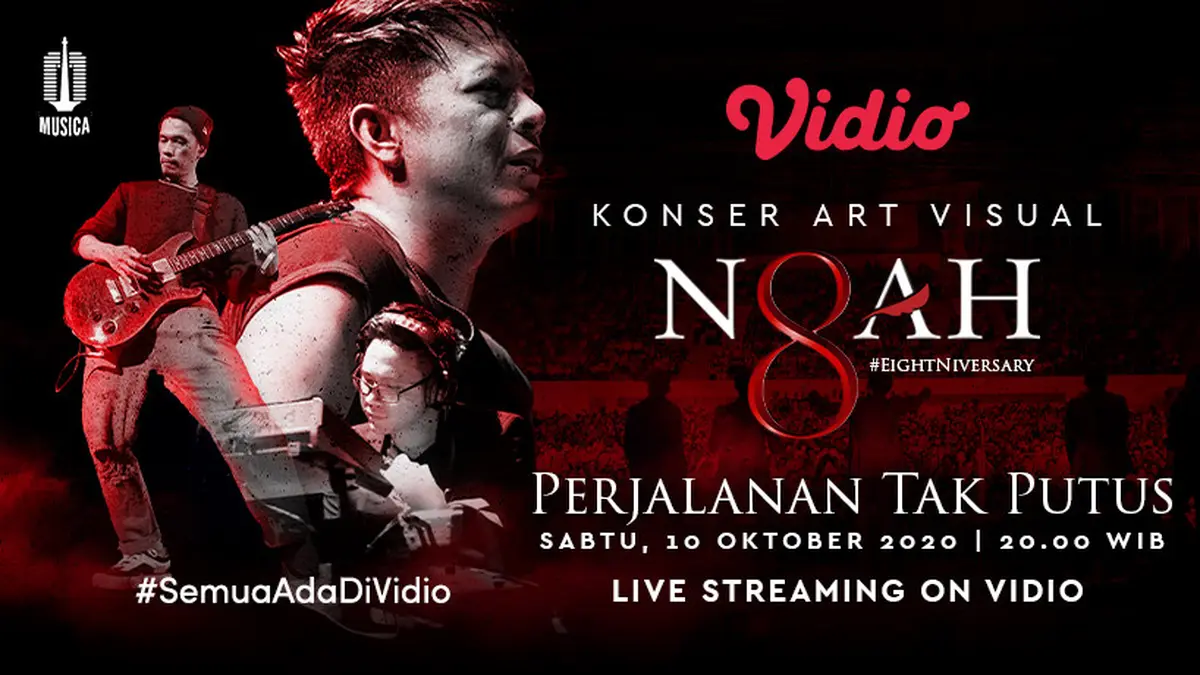 MUSICA
Vidio
KONSER ART VISUAL
N8AH
#EIGHTNIVERSARY
PERJALANAN TAK PUTUS
SABTU, 10 OKTOBER 2020 | 20.00 WIB
LIVE STREAMING ON VIDIO
#SemuaAdaDiVidio